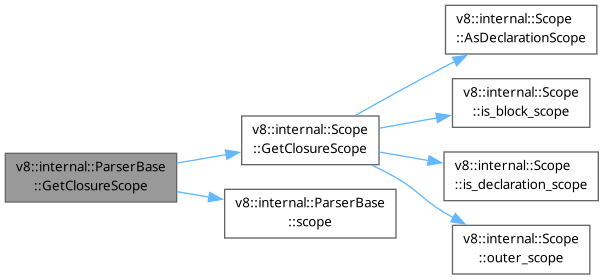 v8::internal::ParserBase
::GetClosureScope
v8::internal::Scope
::GetClosureScope
v8::internal::ParserBase
::scope
v8::internal::Scope
::AsDeclarationScope
v8::internal::Scope
::is_block_scope
v8::internal::Scope
::is_declaration_scope
v8::internal::Scope
::outer_scope